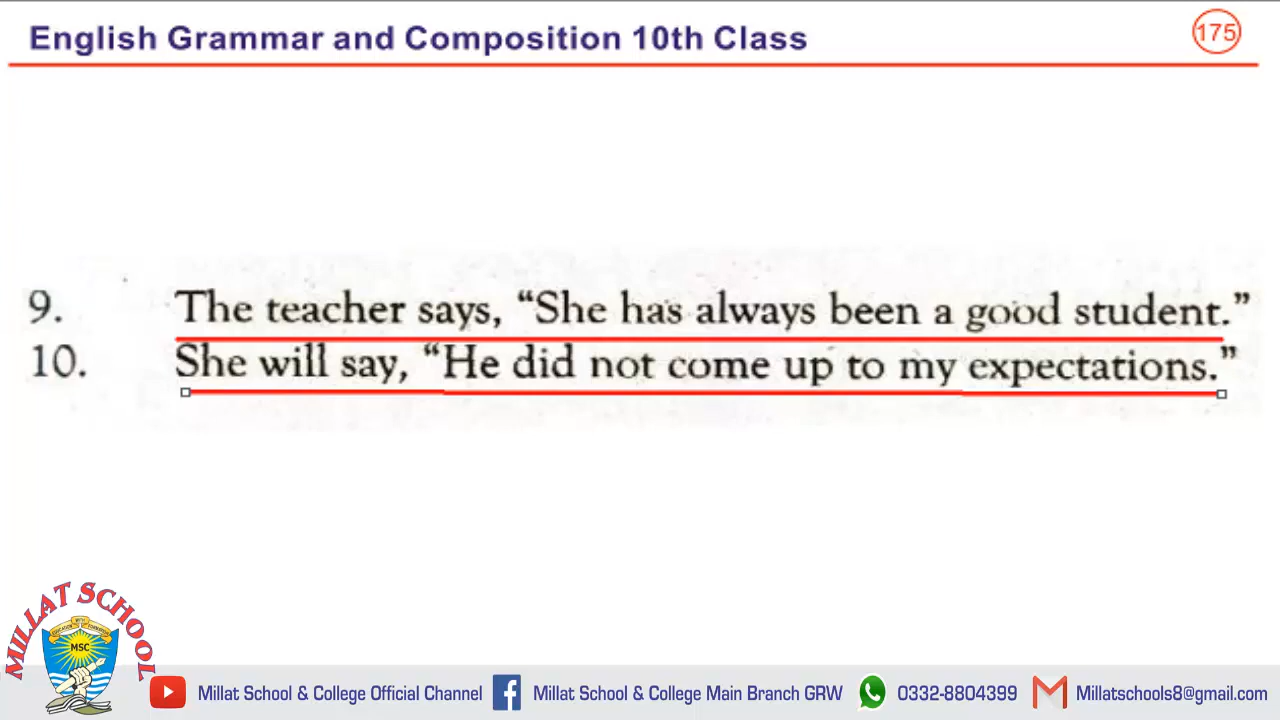 English Grammar and Composition 10th Class
175
9. The teacher says, “She has always been a good student.”
10. She will say, “He did not come up to my expectations.”
MILLAT SCHOOL
MSC
Millat School & College Official Channel
Millat School & College Main Branch GRW
0332-8804399
Millatschools8@gmail.com